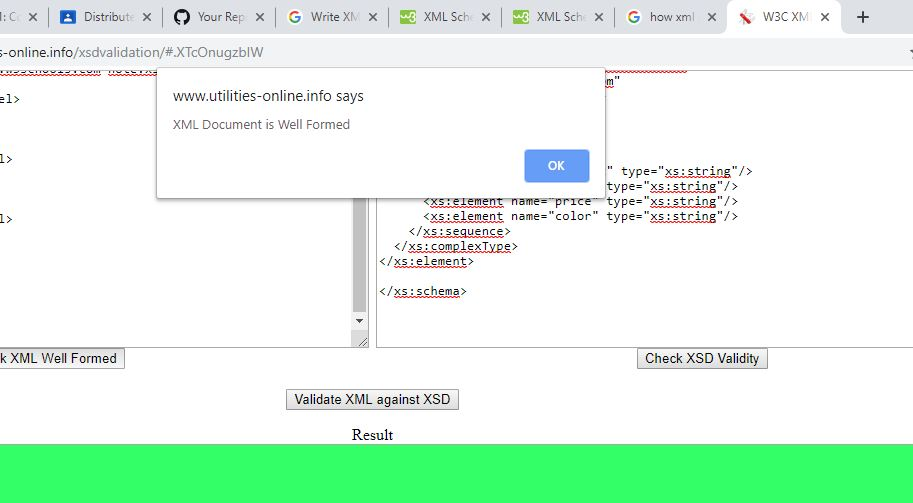 1: Co
Distribute
Your Rep
Write XM
XML Sche
XML Sche
how xml
W3C XM
s-online.info/xsdvalidation/#.XTcOnugzbIW
www.utilities-online.info says
XML Document is Well Formed
OK
m"
el>
l>
" type="xs:string"/>
type="xs:string"/>
<xs:element name="price" type="xs:string"/>
<xs:element name="color" type="xs:string"/>
l>
</xs:sequence>
</xs:complexType>
</xs:element>
</xs:schema>
k XML Well Formed
Check XSD Validity
Validate XML against XSD
Result